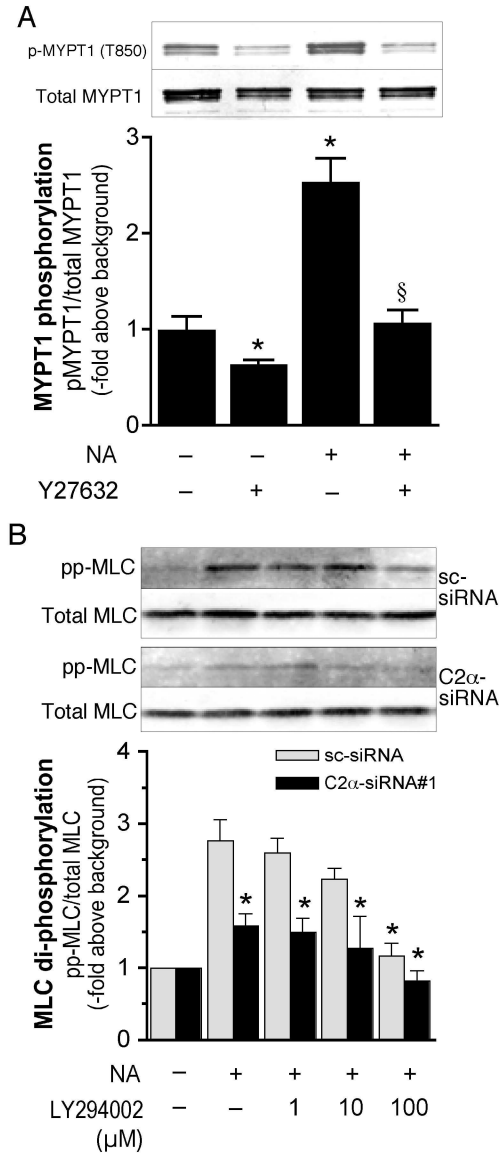 A
p-MYPT1 (T850)
Total MYPT1
MYPT1 phosphorylation
pMYPT1/total MYPT1
(-fold above background)
3
2
1
0
*
*
§
NA – – + +
Y27632 – + – +
B
pp-MLC
Total MLC
sc-
siRNA
pp-MLC
Total MLC
C2α-
siRNA
MLC di-phosphorylation
pp-MLC/total MLC
(-fold above background)
4
3
2
1
0
sc-siRNA
C2α-siRNA#1
* * * * *
NA – + + + +
LY294002 – – 1 10 100
(μM)